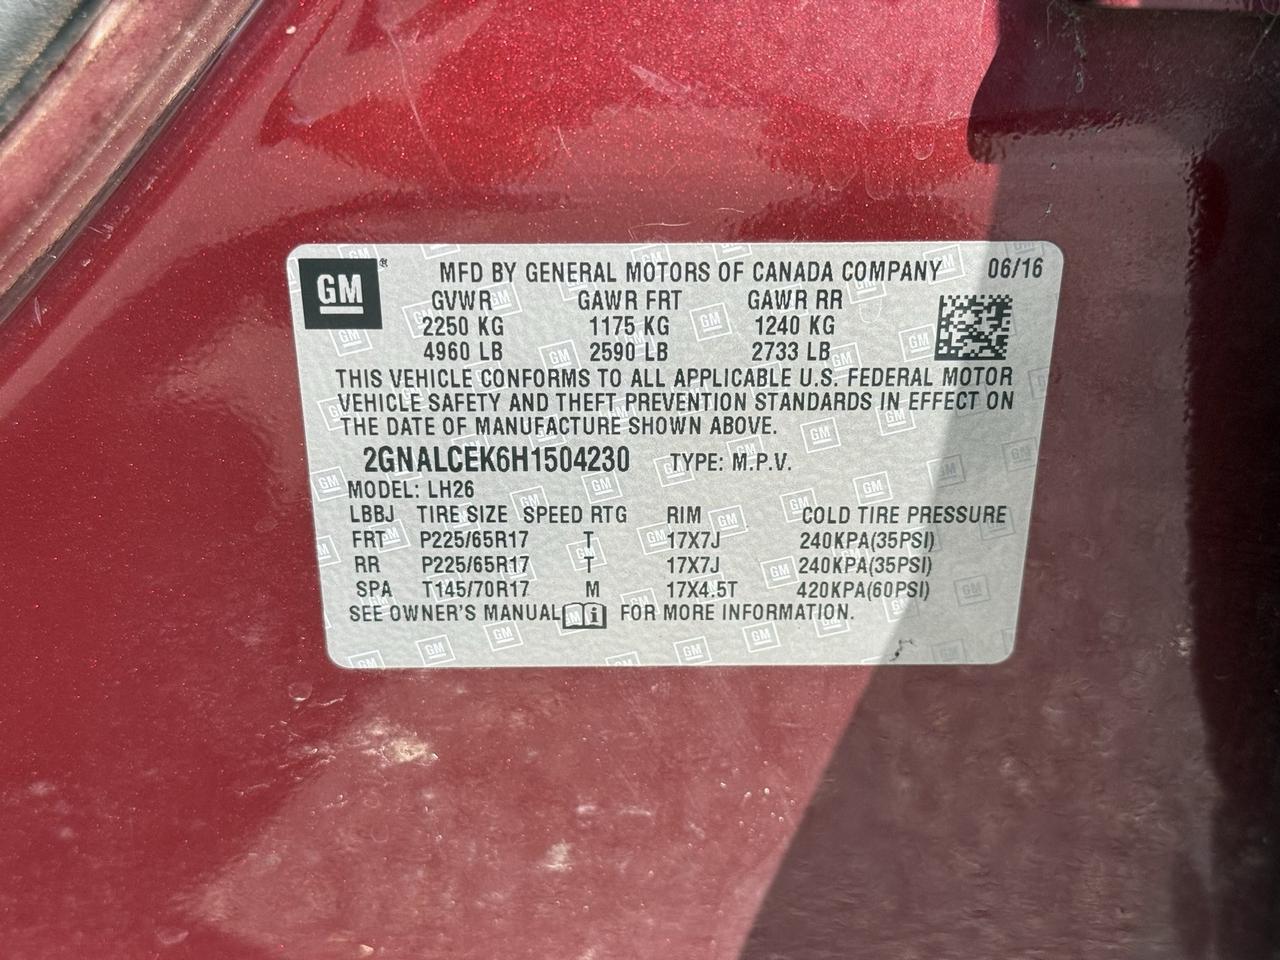 GM® MFD BY GENERAL MOTORS OF CANADA COMPANY 06/16
GVWR GAWR FRT GAWR RR
2250 KG 1175 KG 1240 KG
4960 LB 2590 LB 2733 LB
THIS VEHICLE CONFORMS TO ALL APPLICABLE U.S. FEDERAL MOTOR
VEHICLE SAFETY AND THEFT PREVENTION STANDARDS IN EFFECT ON
THE DATE OF MANUFACTURE SHOWN ABOVE.
2GNALCEK6H1504230 TYPE: M.P.V.
MODEL: LH26
LBBJ TIRE SIZE SPEED RTG RIM COLD TIRE PRESSURE
FRT P225/65R17 T 17X7J 240KPA(35PSI)
RR P225/65R17 T 17X7J 240KPA(35PSI)
SPA T145/70R17 M 17X4.5T 420KPA(60PSI)
SEE OWNER'S MANUAL i FOR MORE INFORMATION.